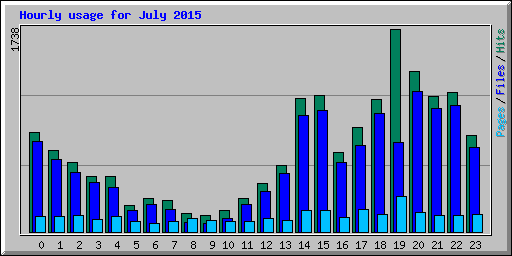 Hourly usage for July 2015
1738
Pages/Files/Hits
0 1 2 3 4 5 6 7 8 9 10 11 12 13 14 15 16 17 18 19 20 21 22 23